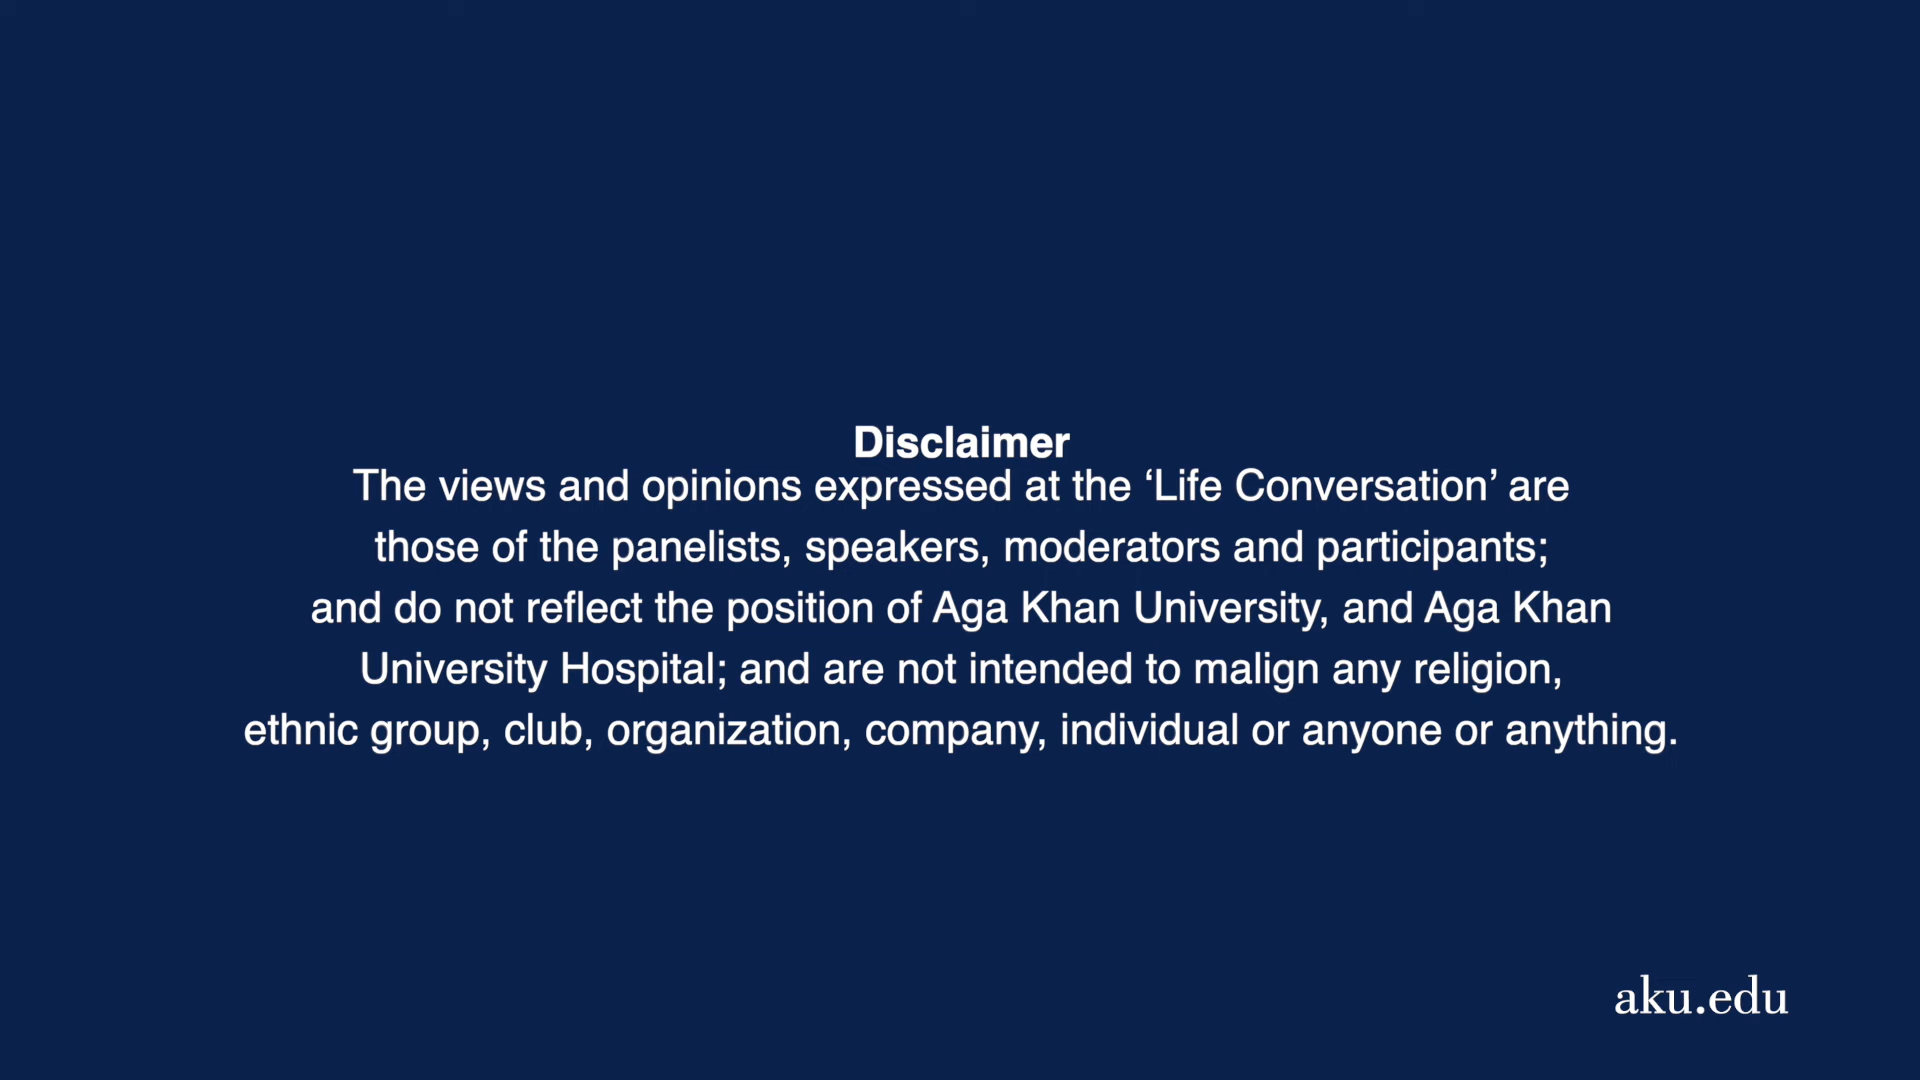 Disclaimer
The views and opinions expressed at the ‘Life Conversation’ are
those of the panelists, speakers, moderators and participants;
and do not reflect the position of Aga Khan University, and Aga Khan
University Hospital; and are not intended to malign any religion,
ethnic group, club, organization, company, individual or anyone or anything.
aku.edu